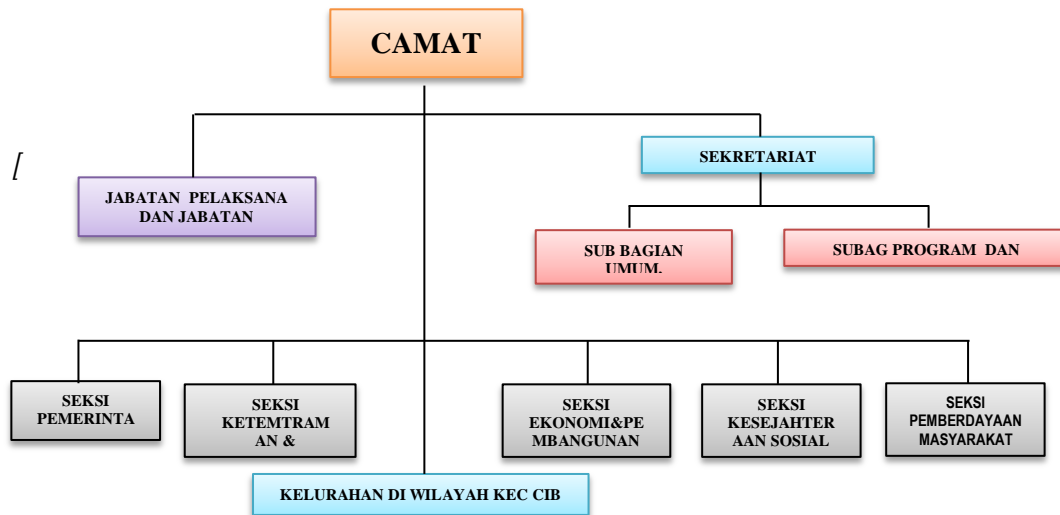 CAMAT
SEKRETARIAT
[
JABATAN PELAKSANA
DAN JABATAN
SUB BAGIAN
UMUM.
SUBAG PROGRAM DAN
SEKSI
PEMERINTA
SEKSI
KETEMTRAM
AN &
SEKSI
EKONOMI&PE
MBANGUNAN
SEKSI
KESEJAHTER
AAN SOSIAL
SEKSI
PEMBERDAYAAN
MASYARAKAT
KELURAHAN DI WILAYAH KEC CIB